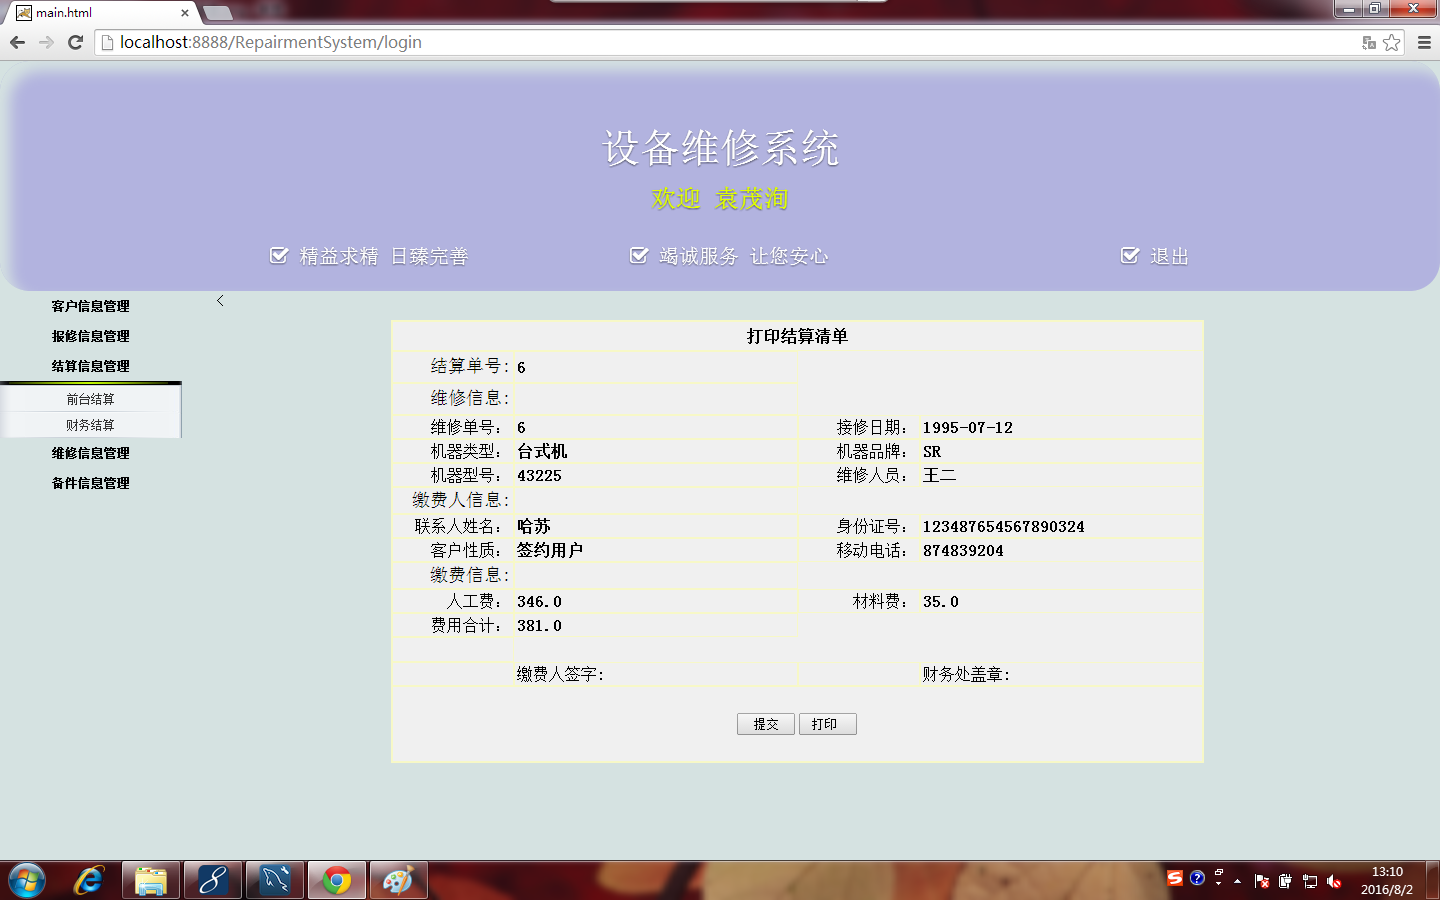 main.html
localhost:8888/RepairmentSystem/login
设备维修系统
欢迎 袁茂洵
精益求精 日臻完善 竭诚服务 让您安心 退出
客户信息管理
报修信息管理
结算信息管理
前台结算
财务结算
维修信息管理
备件信息管理
打印结算清单
结算单号: 6
维修信息:
维修单号: 6 接修日期: 1995-07-12
机器类型: 台式机 机器品牌: SR
机器型号: 43225 维修人员: 王二
缴费人信息:
联系人姓名: 哈苏 身份证号: 123487654567890324
客户性质: 签约用户 移动电话: 874839204
缴费信息:
人工费: 346.0 材料费: 35.0
费用合计: 381.0
缴费人签字: 财务处盖章:
提交 打印
13:10
2016/8/2